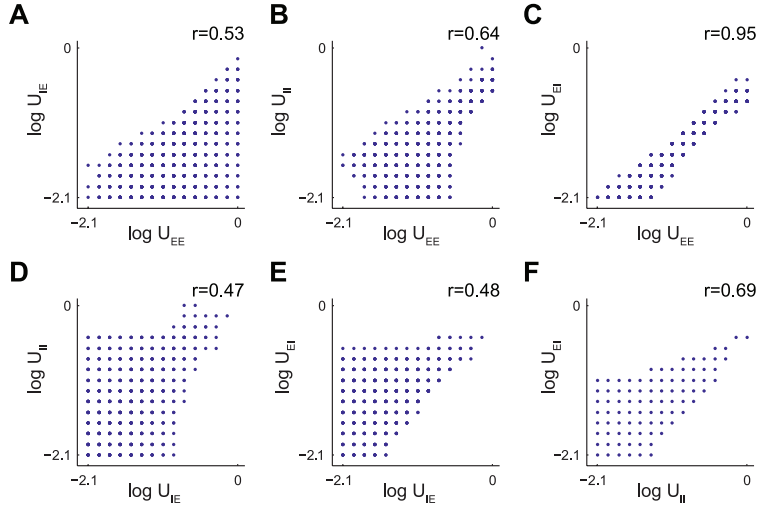 A
r=0.53
0
log U_IE
−2.1
−2.1
0
log U_EE
B
r=0.64
0
log U_II
−2.1
−2.1
0
log U_EE
C
r=0.95
0
log U_EI
−2.1
−2.1
0
log U_EE
D
r=0.47
0
log U_II
−2.1
−2.1
0
log U_IE
E
r=0.48
0
log U_EI
−2.1
−2.1
0
log U_IE
F
r=0.69
0
log U_EI
−2.1
−2.1
0
log U_II